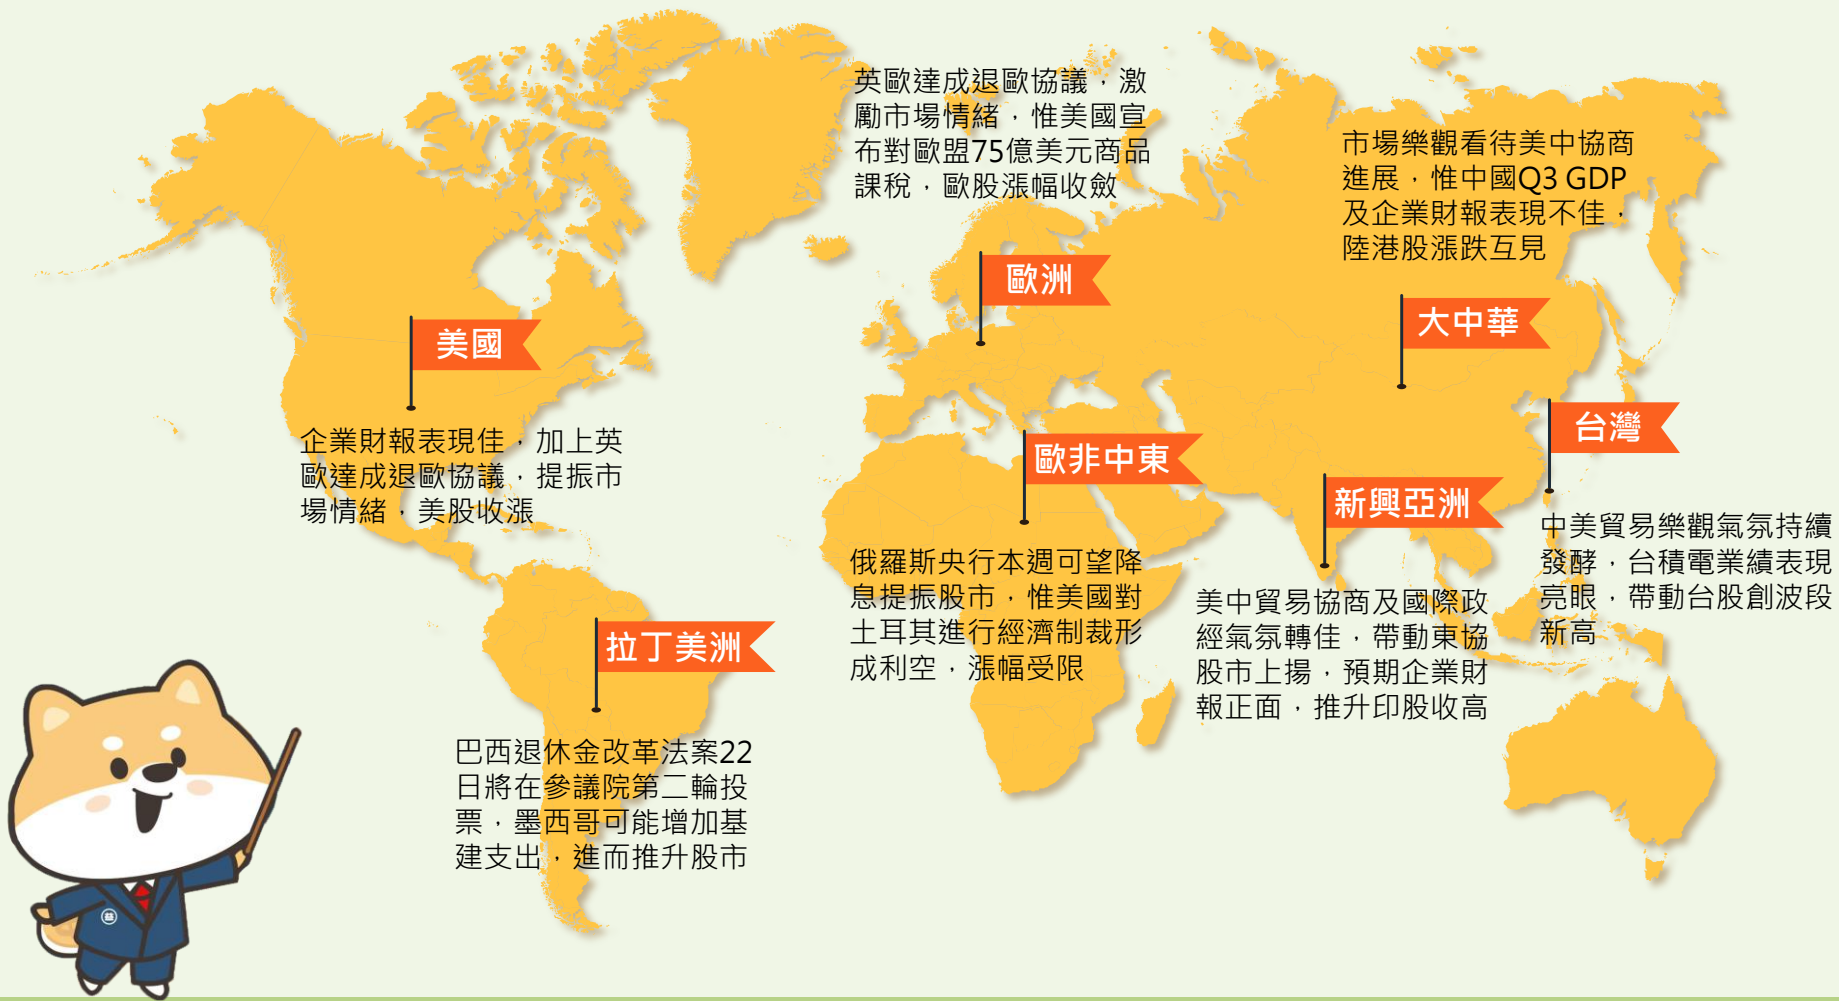 英歐達成退歐協議，激
勵市場情緒，惟美國宣
布對歐盟75億美元商品
課稅，歐股漲幅收斂
歐洲
市場樂觀看待美中協商
進展，惟中國Q3 GDP
及企業財報表現不佳，
陸港股漲跌互見
大中華
美國
企業財報表現佳，加上英
歐達成退歐協議，提振市
場情緒，美股收漲
歐非中東
俄羅斯央行本週可望降
息提振股市，惟美國對
土耳其進行經濟制裁形
成利空，漲幅受限
新興亞洲
美中貿易協商及國際政
經氣氛轉佳，帶動東協
股市上揚，預期企業財
報正面，推升印股收高
台灣
中美貿易樂觀氣氛持續
發酵，台積電業績表現
亮眼，帶動台股創波段
新高
拉丁美洲
巴西退休金改革法案22
日將在參議院第二輪投
票，墨西哥可能增加基
建支出，進而推升股市